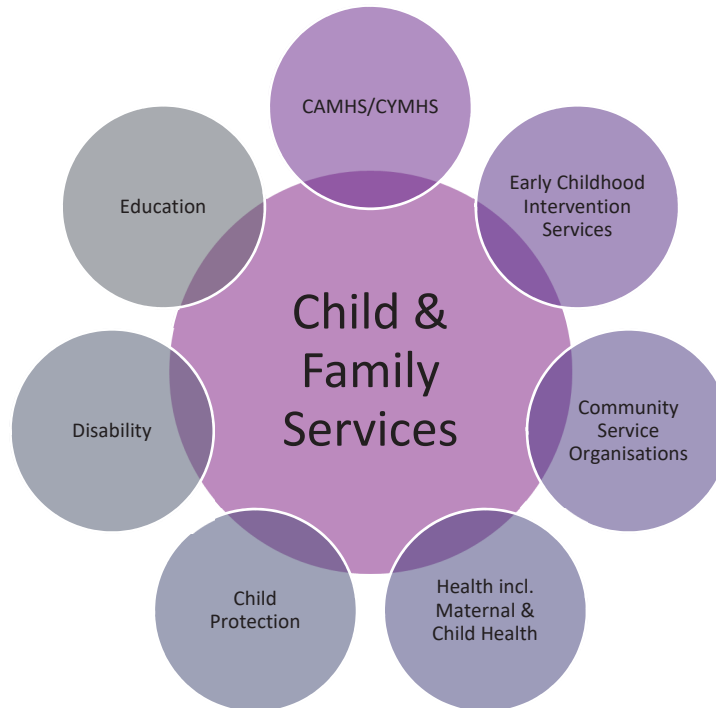 CAMHS/CYMHS
Early Childhood
Intervention
Services
Education
Child &
Family
Services
Community
Service
Organisations
Disability
Health incl.
Maternal &
Child Health
Child
Protection